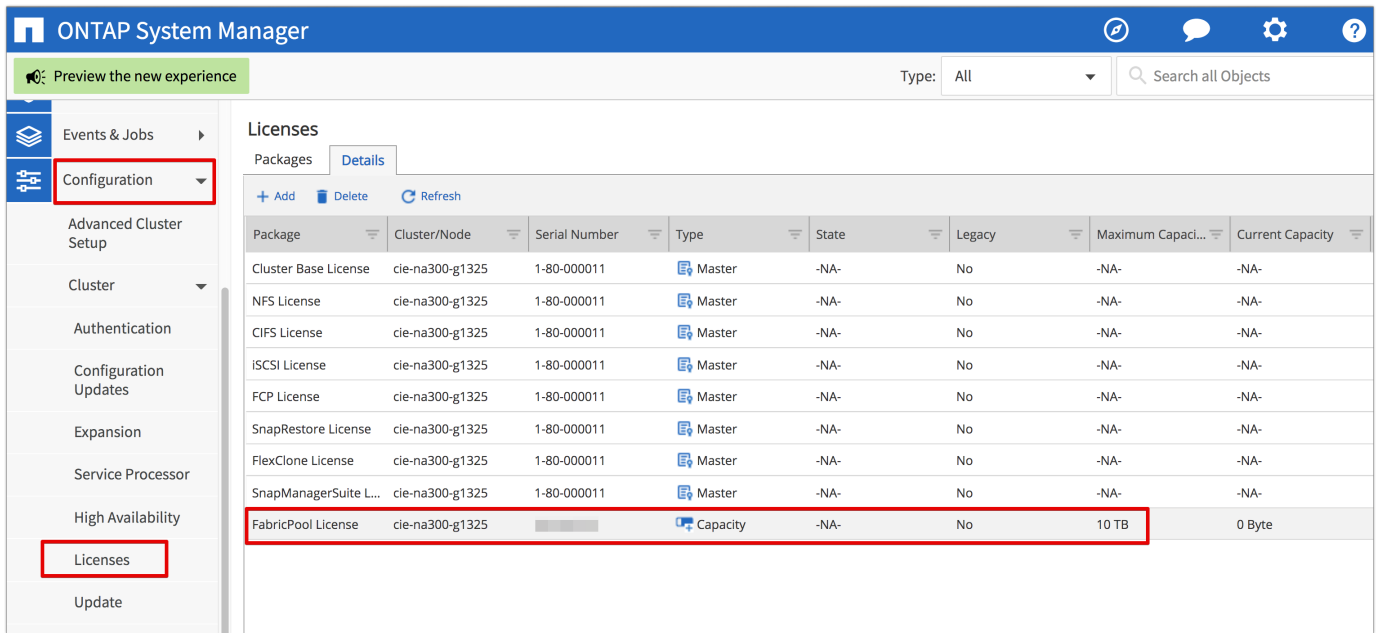 ONTAP System Manager
?
Preview the new experience
Type: All Search all Objects
Events & Jobs
Configuration
Advanced Cluster
Setup
Cluster
Authentication
Configuration
Updates
Expansion
Service Processor
High Availability
Licenses
Update
Licenses
Packages Details
Add Delete Refresh
Package Cluster/Node Serial Number Type State Legacy Maximum Capaci... Current Capacity
Cluster Base License cie-na300-g1325 1-80-000011 Master -NA- No -NA- -NA-
NFS License cie-na300-g1325 1-80-000011 Master -NA- No -NA- -NA-
CIFS License cie-na300-g1325 1-80-000011 Master -NA- No -NA- -NA-
iSCSI License cie-na300-g1325 1-80-000011 Master -NA- No -NA- -NA-
FCP License cie-na300-g1325 1-80-000011 Master -NA- No -NA- -NA-
SnapRestore License cie-na300-g1325 1-80-000011 Master -NA- No -NA- -NA-
FlexClone License cie-na300-g1325 1-80-000011 Master -NA- No -NA- -NA-
SnapManagerSuite L... cie-na300-g1325 1-80-000011 Master -NA- No -NA- -NA-
FabricPool License cie-na300-g1325 Capacity -NA- No 10 TB 0 Byte